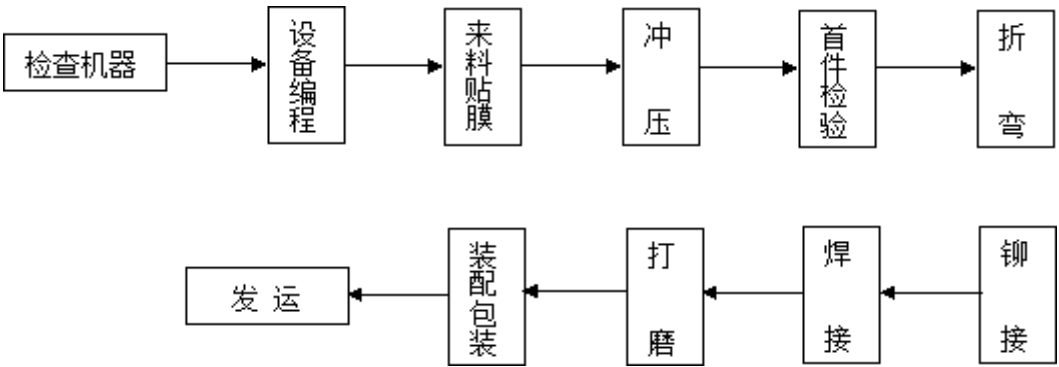 检查机器
设备编程
来料贴膜
冲压
首件检验
折弯
铆接
焊接
打磨
装配包装
发运